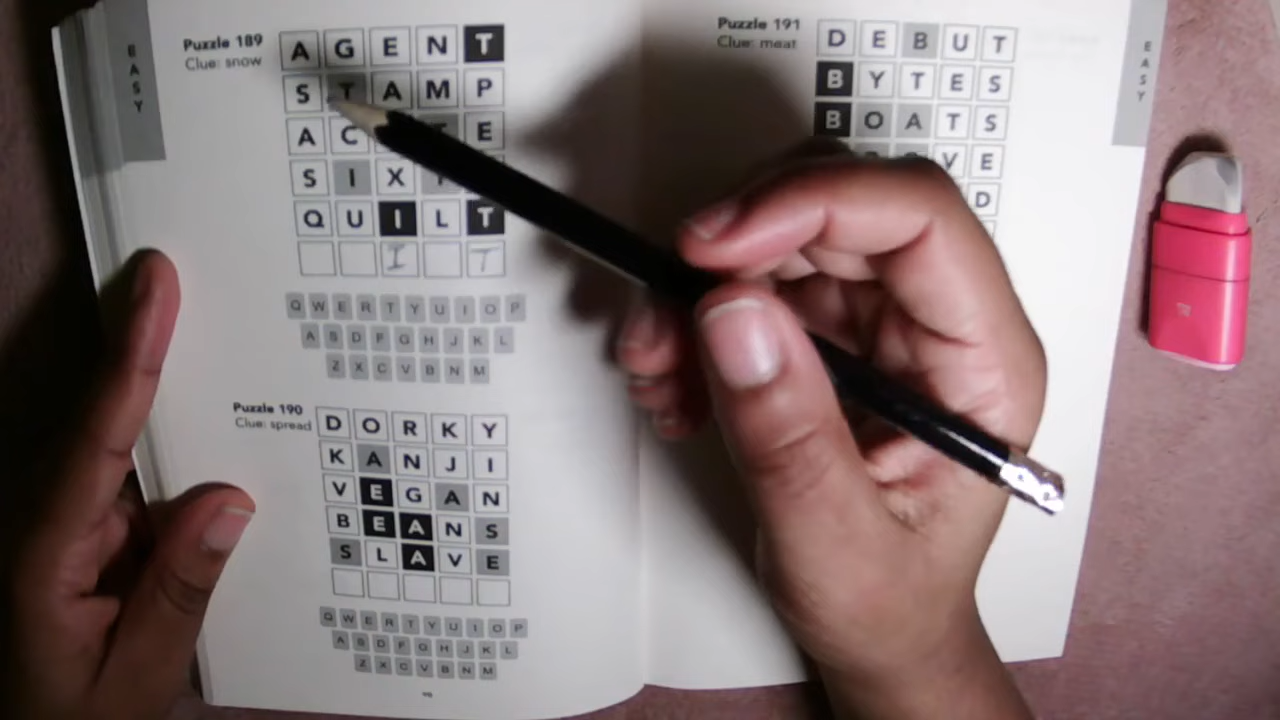 EASY
Puzzle 189
Clue: snow
A G E N T
S T A M P
A C T E
S I X T
Q U I L T
I T
Q W E R T Y U I O P
A S D F G H J K L
Z X C V B N M
Puzzle 190
Clue: spread
D O R K Y
K A N J I
V E G A N
B E A N S
S L A V E
Q W E R T Y U I O P
A S D F G H J K L
Z X C V B N M
Puzzle 191
Clue: meat
D E B U T
B Y T E S
B O A T S
V E
D
EASY